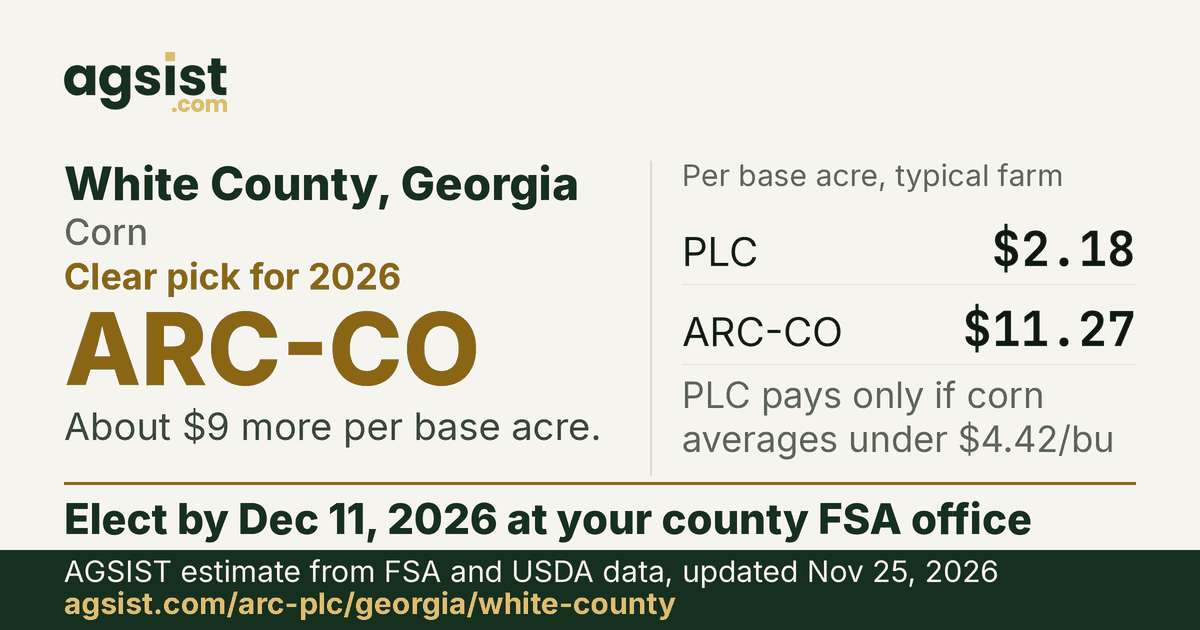 agsist
.com
White County, Georgia
Corn
Clear pick for 2026
ARC-CO
About $9 more per base acre.
Per base acre, typical farm
PLC $2.18
ARC-CO $11.27
PLC pays only if corn
averages under $4.42/bu
Elect by Dec 11, 2026 at your county FSA office
AGSIST estimate from FSA and USDA data, updated Nov 25, 2026
agsist.com/arc-plc/georgia/white-county